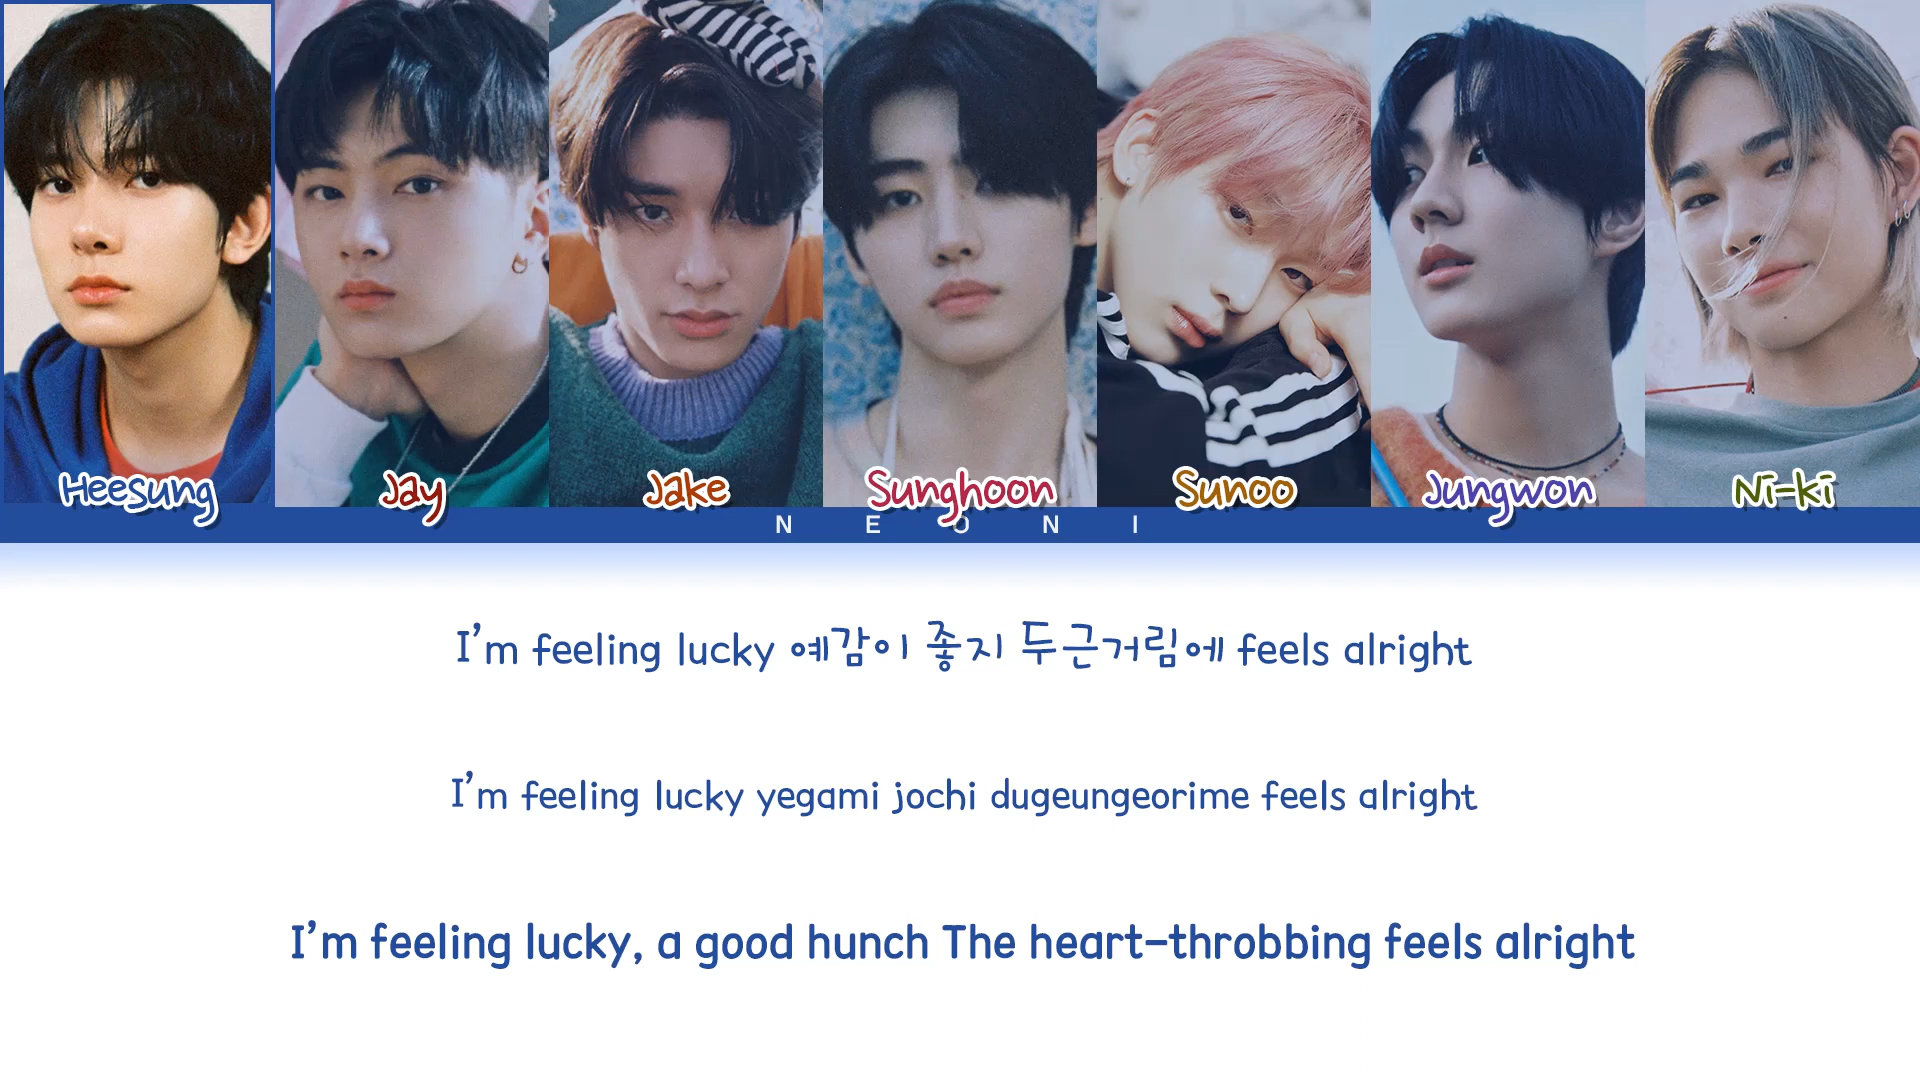 Heesung Jay Jake Sunghoon Sunoo Jungwon Ni-ki
NEONI
I'm feeling lucky 예감이 좋지 두근거림에 feels alright
I'm feeling lucky yegami jochi dugeungeorime feels alright
I'm feeling lucky, a good hunch The heart-throbbing feels alright